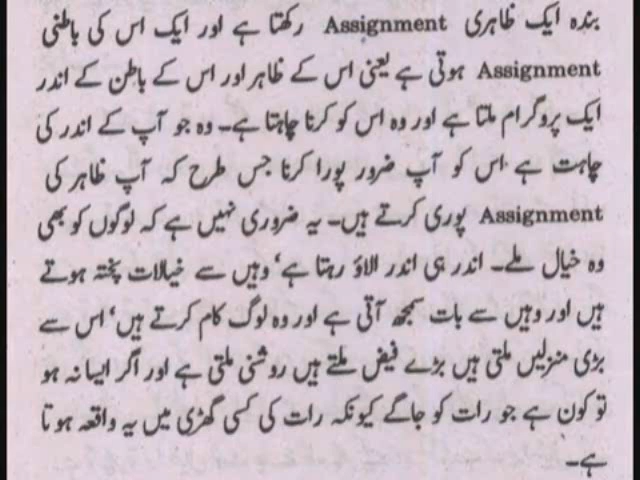 بندہ ایک ظاہری Assignment رکھتا ہے اور ایک اس کی باطنی
Assignment ہوتی ہے یعنی اس کے ظاہر اور اس کے باطن کے اندر
ایک پروگرام ملتا ہے اور وہ اس کو کرنا چاہتا ہے۔ وہ جو آپ کے اندر کی
چاہت ہے اس کو آپ ضرور پورا کرنا جس طرح کہ آپ ظاہر کی
Assignment پوری کرتے ہیں۔ یہ ضروری نہیں ہے کہ لوگوں کو بھی
وہ خیال ملے۔ اندر ہی اندر الاؤ رہتا ہے‘ وہیں سے خیالات پختہ ہوتے
ہیں اور وہیں سے بات سمجھ آتی ہے اور وہ لوگ کام کرتے ہیں‘ اس سے
بڑی منزلیں ملتی ہیں بڑے فیض ملتے ہیں روشنی ملتی ہے اور اگر ایسا نہ ہو
تو کون ہے جو رات کو جاگے کیونکہ رات کی کسی گھڑی میں یہ واقعہ ہوتا
ہے۔